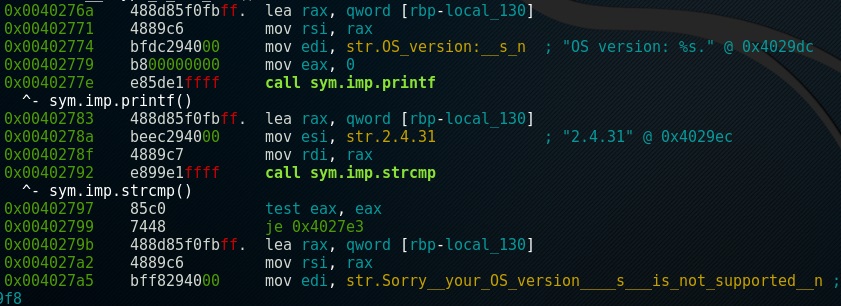 0x0040276a 488d85f0fbff. lea rax, qword [rbp-local_130]
0x00402771 4889c6 mov rsi, rax
0x00402774 bfdc294000 mov edi, str.OS_version:__s_n ; "OS version: %s." @ 0x4029dc
0x00402779 b800000000 mov eax, 0
0x0040277e e85de1ffff call sym.imp.printf
^- sym.imp.printf()
0x00402783 488d85f0fbff. lea rax, qword [rbp-local_130]
0x0040278a beec294000 mov esi, str.2.4.31 ; "2.4.31" @ 0x4029ec
0x0040278f 4889c7 mov rdi, rax
0x00402792 e899e1ffff call sym.imp.strcmp
^- sym.imp.strcmp()
0x00402797 85c0 test eax, eax
0x00402799 7448 je 0x4027e3
0x0040279b 488d85f0fbff. lea rax, qword [rbp-local_130]
0x004027a2 4889c6 mov rsi, rax
0x004027a5 bff8294000 mov edi, str.Sorry__your_OS_version____s___is_not_supported__n ;
9f8